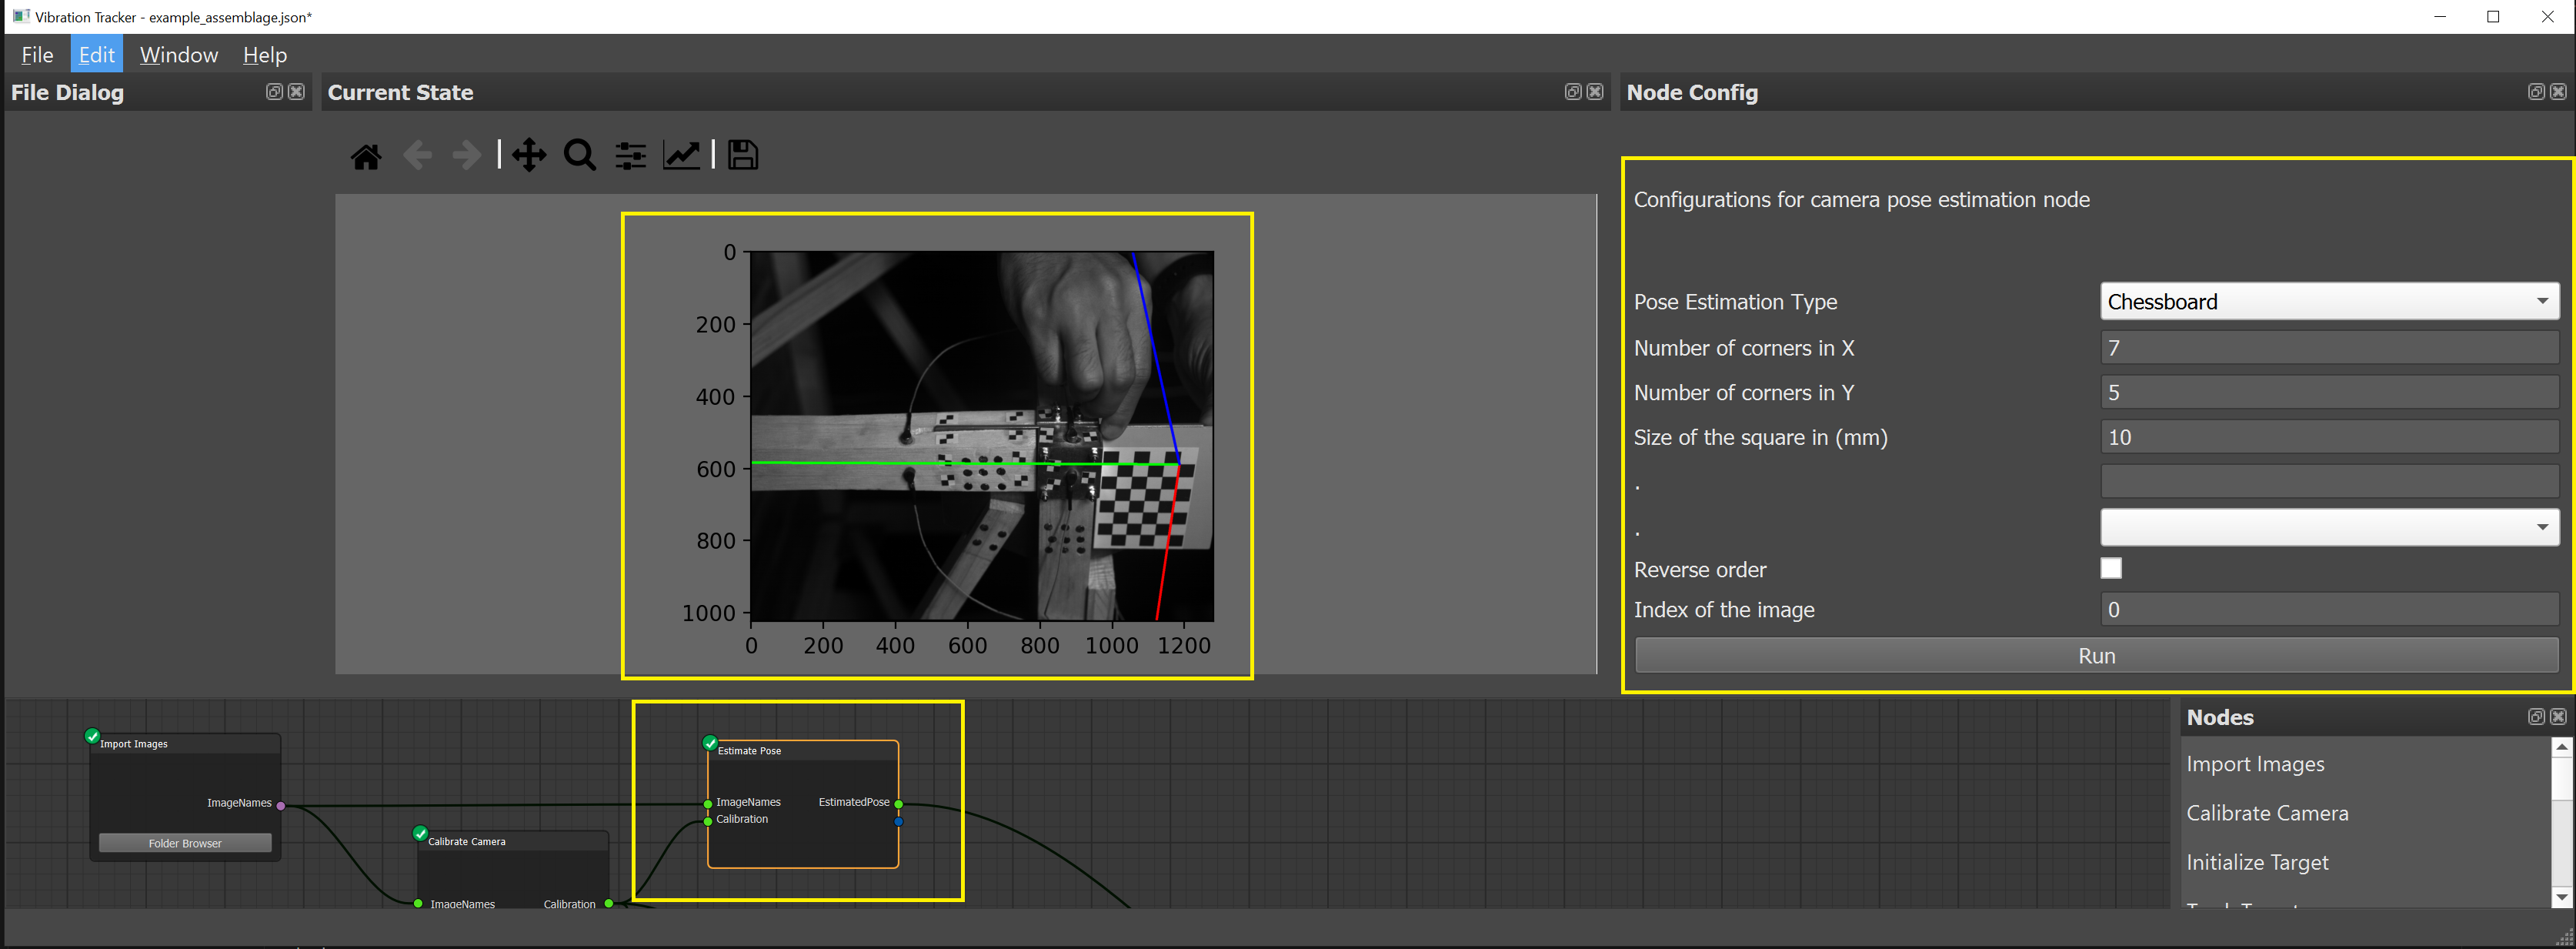 Vibration Tracker - example_assemblage.json*
File Edit Window Help
File Dialog
Current State
Node Config
Configurations for camera pose estimation node
Pose Estimation Type
Chessboard
Number of corners in X
7
Number of corners in Y
5
Size of the square in (mm)
10
.
.
Reverse order
Index of the image
0
Run
0
200
400
600
800
1000
0 200 400 600 800 1000 1200
Import Images
ImageNames
Folder Browser
Calibrate Camera
ImageNames Calibration
Estimate Pose
ImageNames EstimatedPose
Calibration
Nodes
Import Images
Calibrate Camera
Initialize Target